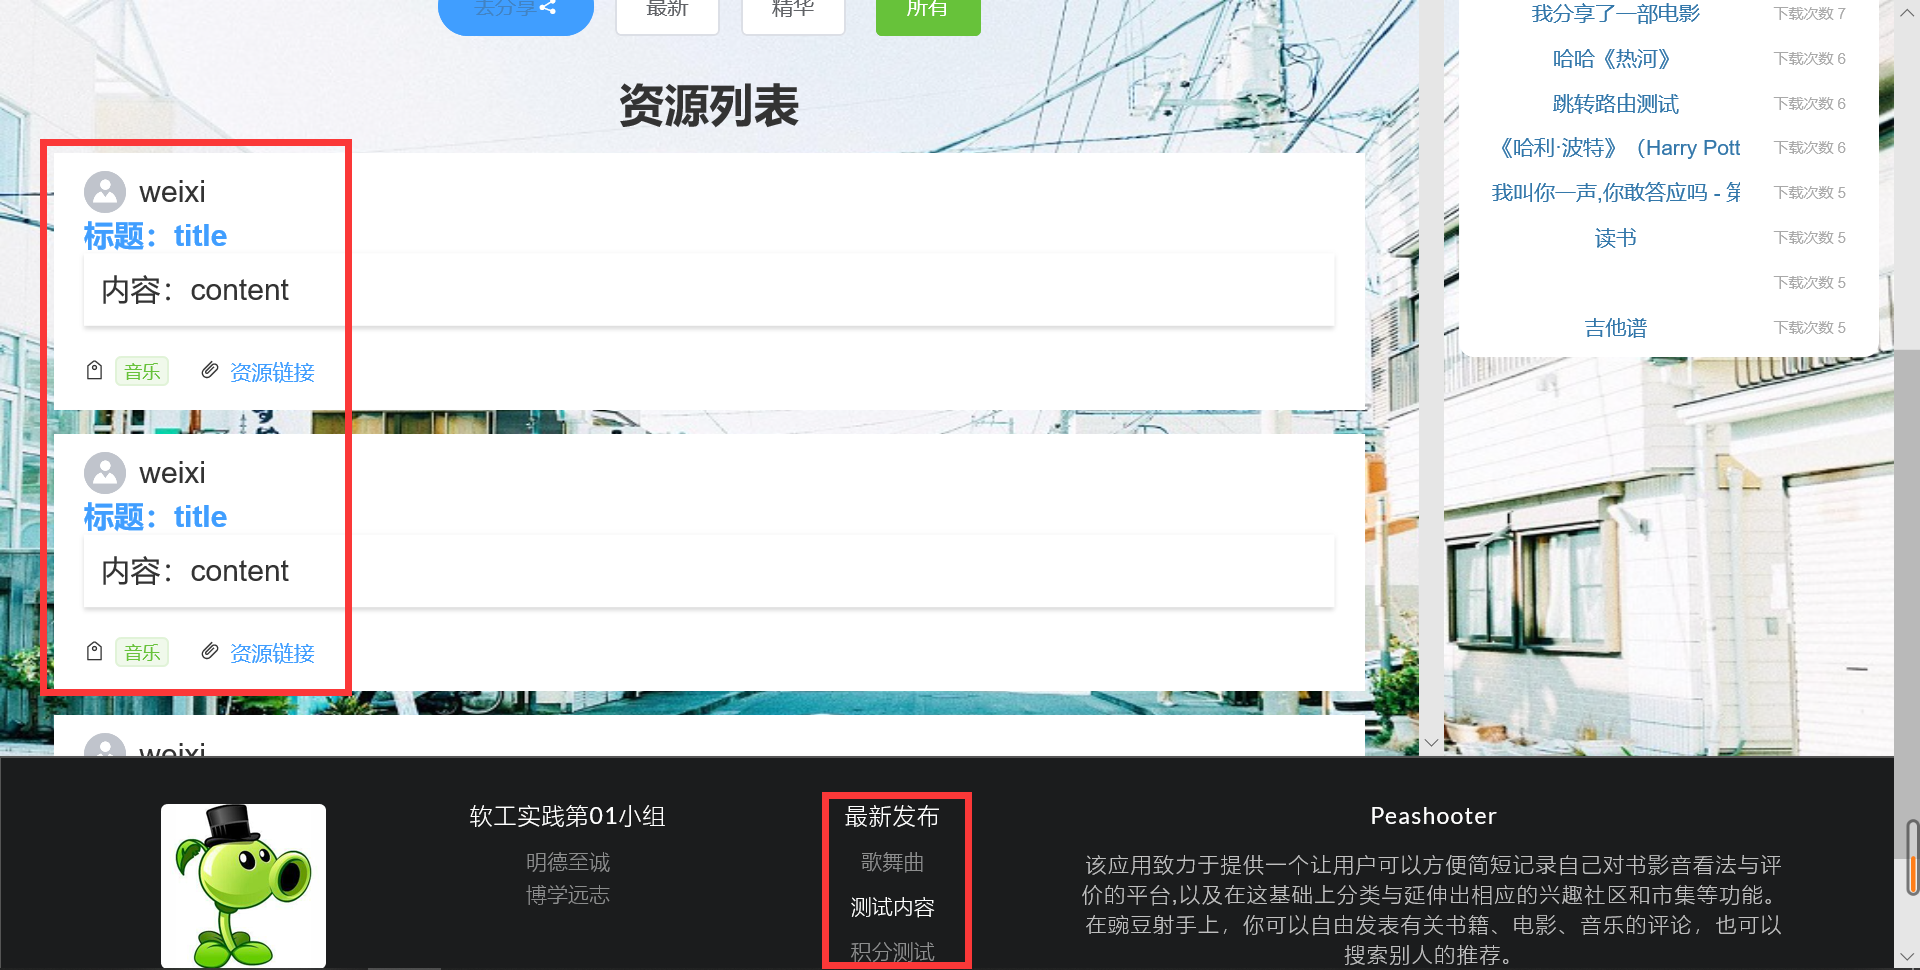 去分享
最新
精华
所有
资源列表
weixi
标题：title
内容：content
音乐
资源链接
weixi
标题：title
内容：content
音乐
资源链接
weixi
我分享了一部电影 下载次数 7
哈哈《热河》 下载次数 6
跳转路由测试 下载次数 6
《哈利·波特》（Harry Pott 下载次数 6
我叫你一声,你敢答应吗 - 第 下载次数 5
读书 下载次数 5
下载次数 5
吉他谱 下载次数 5
软工实践第01小组
明德至诚
博学远志
最新发布
歌舞曲
测试内容
积分测试
Peashooter
该应用致力于提供一个让用户可以方便简短记录自己对书影音看法与评
价的平台,以及在这基础上分类与延伸出相应的兴趣社区和市集等功能。
在豌豆射手上，你可以自由发表有关书籍、电影、音乐的评论，也可以
搜索别人的推荐。